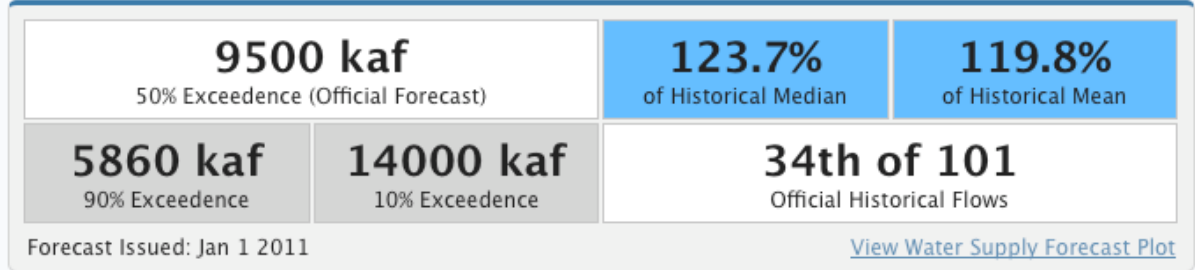 9500 kaf
50% Exceedence (Official Forecast)
123.7%
of Historical Median
119.8%
of Historical Mean
5860 kaf
90% Exceedence
14000 kaf
10% Exceedence
34th of 101
Official Historical Flows
Forecast Issued: Jan 1 2011
View Water Supply Forecast Plot